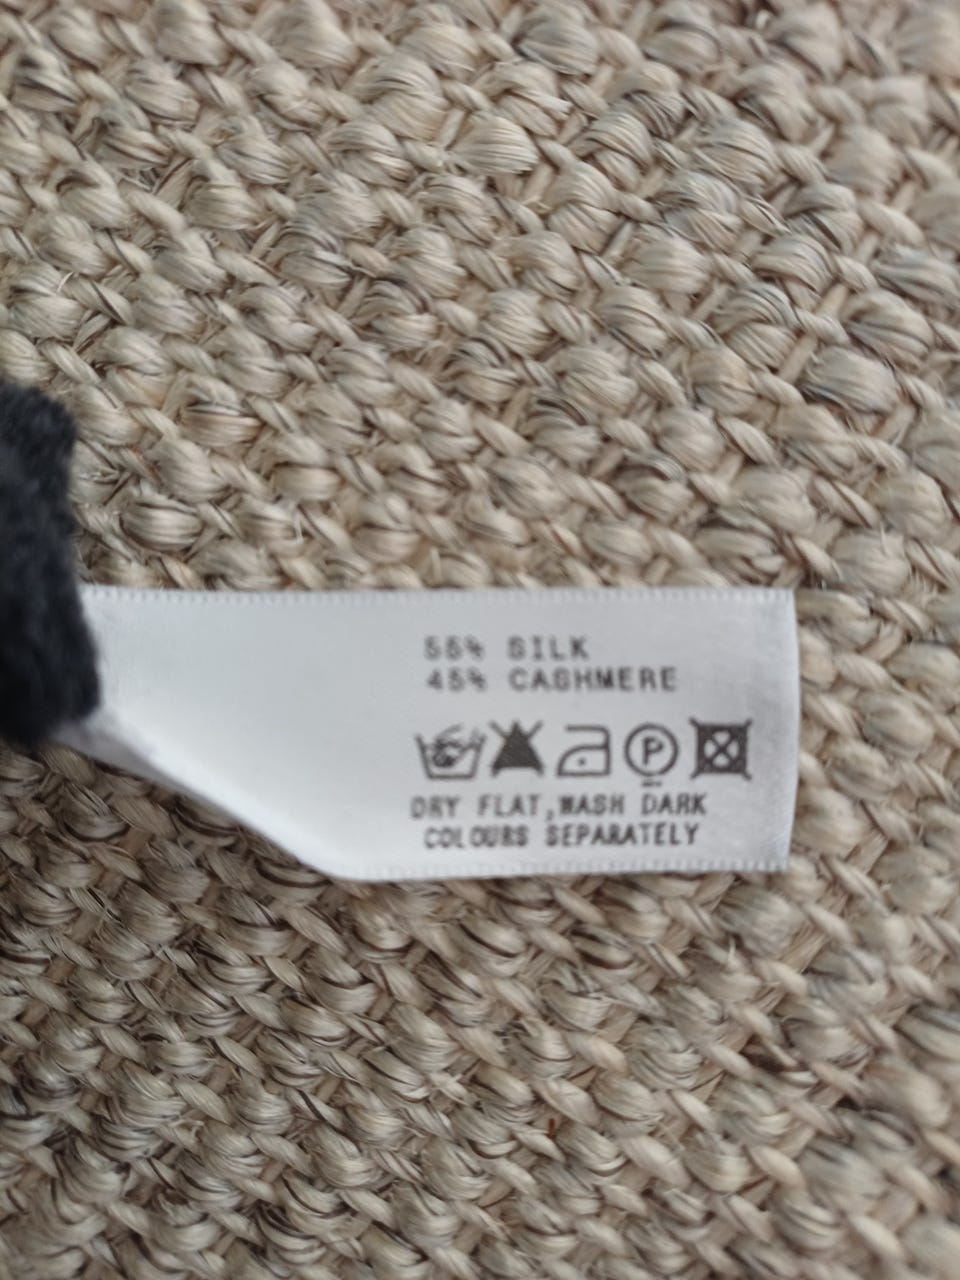 55% SILK
45% CASHMERE
P
DRY FLAT,WASH DARK
COLOURS SEPARATELY